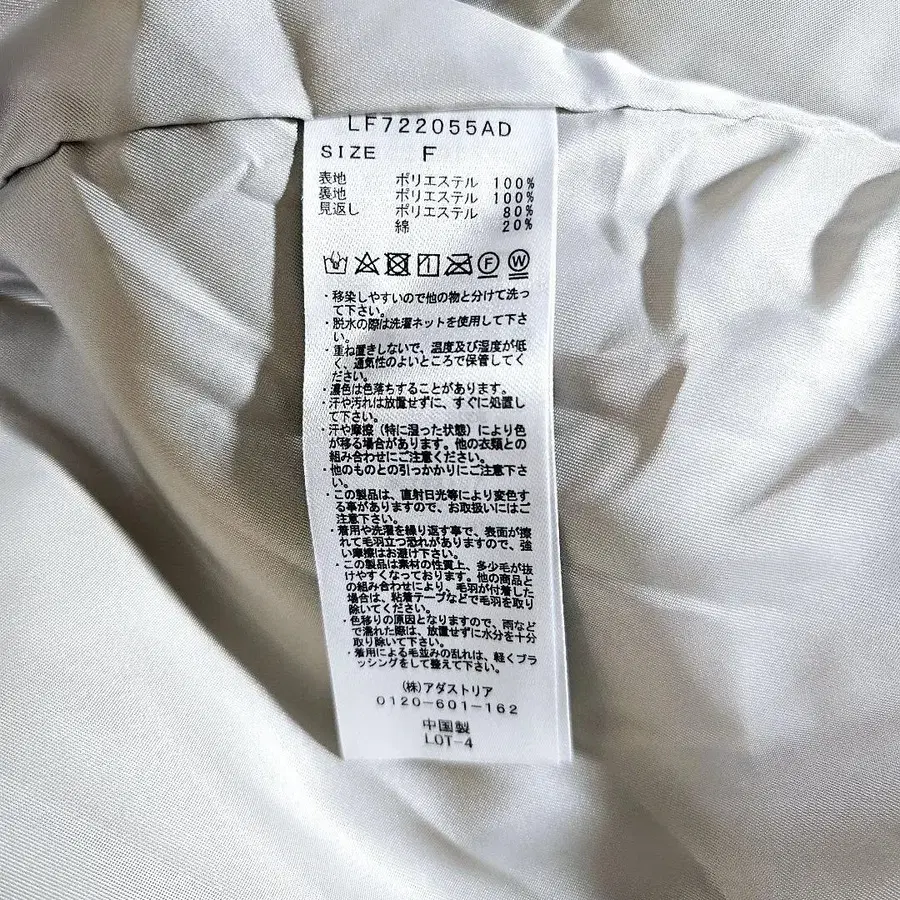 LF722055AD
SIZE F
表地 ポリエステル 100%
裏地 ポリエステル 100%
見返し ポリエステル 80%
綿 20%
F W
・移染しやすいので他の物と分けて洗っ
て下さい。
・脱水の際は洗濯ネットを使用して下さ
い。
・重ね置きしないで、温度及び湿度が低
く、通気性のよいところで保管してく
ださい。
・濃色は色落ちすることがあります。
・汗や汚れは放置せずに、すぐに処置し
て下さい。
・汗や摩擦（特に湿った状態）により色
が移る場合があります。他の衣類との
組み合わせにご注意ください。
・他のものとの引っかかりにご注意下さ
い。
・この製品は、直射日光等により変色す
る事がありますので、お取扱いにはご
注意下さい。
・着用や洗濯を繰り返す事で、表面が擦
れて毛羽立つ恐れがありますので、強
い摩擦はお避け下さい。
・この製品は素材の性質上、多少毛が抜
けやすくなっております。他の商品と
の組み合わせにより、毛羽が付着した
場合は、粘着テープなどで毛羽を取り
除いてください。
・色移りの原因となりますので、雨など
で濡れた際は、放置せずに水分を十分
取り除いて下さい。
・着用による毛並みの乱れは、軽くブラ
ッシングをして整えて下さい。
(株)アダストリア
0120-601-162
中国製
LOT-4